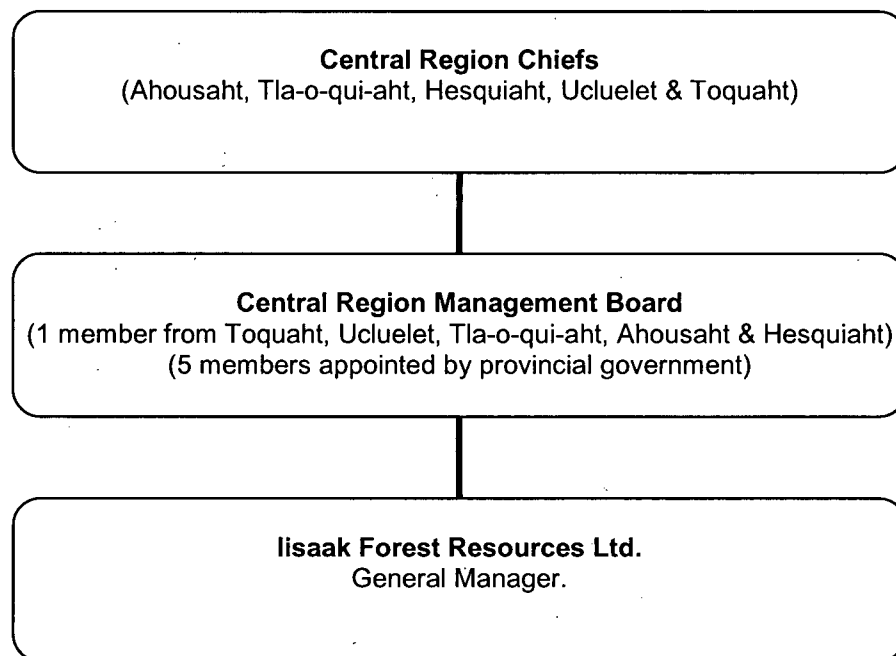 Central Region Chiefs
(Ahousaht, Tla-o-qui-aht, Hesquiaht, Ucluelet & Toquaht)
Central Region Management Board
(1 member from Toquaht, Ucluelet, Tla-o-qui-aht, Ahousaht & Hesquiaht)
(5 members appointed by provincial government)
Iisaak Forest Resources Ltd.
General Manager.